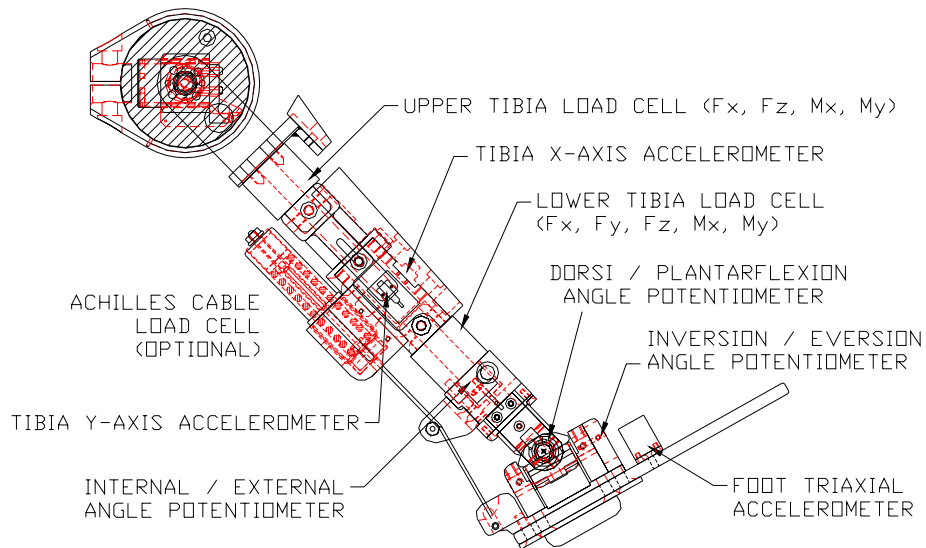 UPPER TIBIA LOAD CELL (Fx, Fz, Mx, My)
TIBIA X-AXIS ACCELEROMETER
LOWER TIBIA LOAD CELL
(Fx, Fy, Fz, Mx, My)
DORSI / PLANTARFLEXION
ANGLE POTENTIOMETER
ACHILLES CABLE
LOAD CELL
(OPTIONAL)
INVERSION / EVERSION
ANGLE POTENTIOMETER
TIBIA Y-AXIS ACCELEROMETER
INTERNAL / EXTERNAL
ANGLE POTENTIOMETER
FOOT TRIAXIAL
ACCELEROMETER